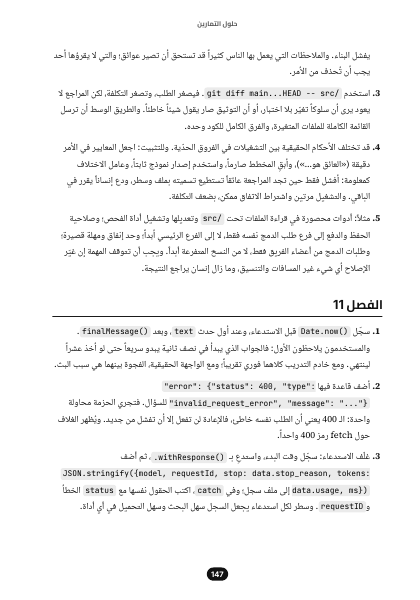 حلول التمارين
يفشل البناء. والملاحظات التي يعمل بها الناس كثيراً قد تستحق أن تصير عوائق؛ والتي لا يقرؤها أحد
يجب أن تُحذف من الأمر.
3. استخدم git diff main...HEAD -- src/ . فيصغر الطلب، وتصغر التكلفة، لكن المراجع لا
يعود يرى أن سلوكاً تغيّر بلا اختبار، أو أن التوثيق صار يقول شيئاً خاطئاً. والطريق الوسط أن ترسل
القائمة الكاملة للملفات المتغيرة، والفرق الكامل للكود وحده.
4. قد تختلف الأحكام الحقيقية بين التشغيلات في الفروق الحدّية. وللتثبيت: اجعل المعايير في الأمر
دقيقة («العائق هو...»)، وأبقِ المخطط صارماً، واستخدم إصدار نموذج ثابتاً، وعامل الاختلاف
كمعلومة: أفشل فقط حين تجد المراجعة عائقاً تستطيع تسميته بملف وسطر، ودع إنساناً يقرر في
الباقي. والتشغيل مرتين واشتراط الاتفاق ممكن، بضعف التكلفة.
5. مثلاً: أدوات محصورة في قراءة الملفات تحت src/ وتعديلها وتشغيل أداة الفحص؛ وصلاحية
الحفظ والدفع إلى فرع طلب الدمج نفسه فقط، لا إلى الفرع الرئيسي أبداً؛ وحد إنفاق ومهلة قصيرة؛
وطلبات الدمج من أعضاء الفريق فقط، لا من النسخ المتفرعة أبداً. ويجب أن تتوقف المهمة إن غيّر
الإصلاح أي شيء غير المسافات والتنسيق، وما زال إنسان يراجع النتيجة.
الفصل 11
1. سجّل Date.now() قبل الاستدعاء، وعند أول حدث text ، وبعد finalMessage() .
والمستخدمون يلاحظون الأول: فالجواب الذي يبدأ في نصف ثانية يبدو سريعاً حتى لو أخذ عشراً
لينتهي. ومع خادم التدريب كلاهما فوري تقريباً؛ ومع الواجهة الحقيقية، الفجوة بينهما هي سبب البث.
2. أضف قاعدة فيها "error": {"status": 400, "type":
"invalid_request_error", "message": "..."} للسؤال. فتجري الحزمة محاولة
واحدة: الـ 400 يعني أن الطلب نفسه خاطئ، فالإعادة لن تفعل إلا أن تفشل من جديد. ويُظهر الغلاف
حول fetch رمز 400 واحداً.
3. غلّف الاستدعاء: سجّل وقت البدء، واستدعِ بـ .withResponse() ، ثم أضف
JSON.stringify({model, requestId, stop: data.stop_reason, tokens:
data.usage, ms}) إلى ملف سجل؛ وفي catch ، اكتب الحقول نفسها مع status الخطأ
و requestID . وسطر لكل استدعاء يجعل السجل سهل البحث وسهل التحميل في أي أداة.
147